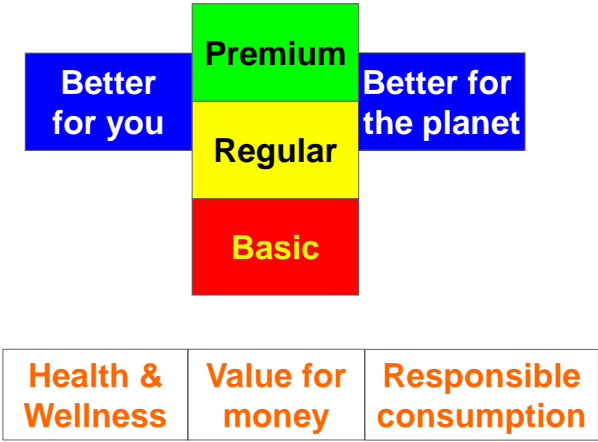 Premium
Better
for you
Better for
the planet
Regular
Basic
Health &
Wellness
Value for
money
Responsible
consumption